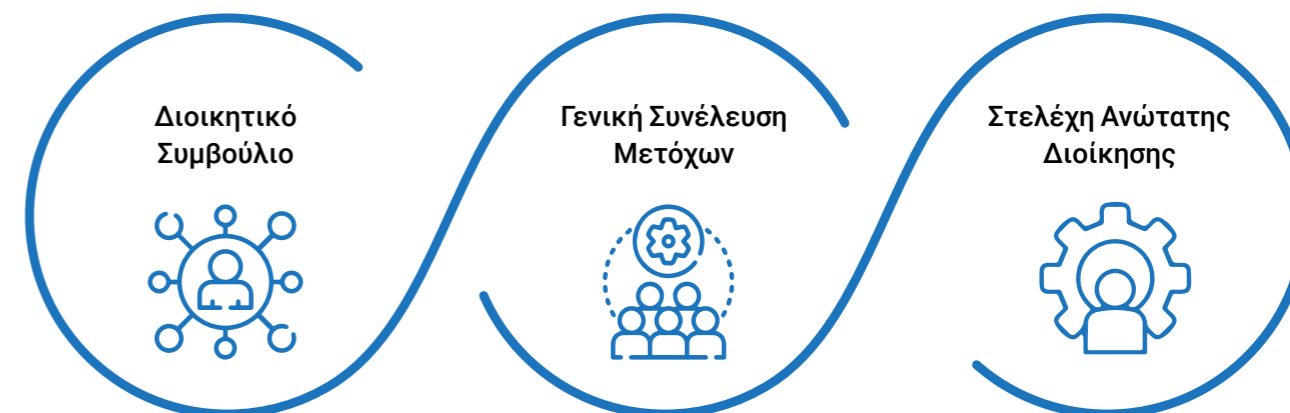 Διοικητικό
Συμβούλιο
Γενική Συνέλευση
Μετόχων
Στελέχη Ανώτατης
Διοίκησης